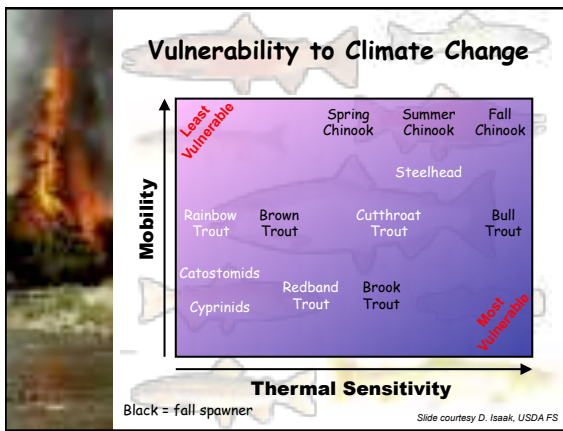 Vulnerability to Climate Change
Least
Vulnerable
Spring
Chinook
Summer
Chinook
Fall
Chinook
Steelhead
Mobility
Rainbow
Trout
Brown
Trout
Cutthroat
Trout
Bull
Trout
Catostomids
Cyprinids
Redband
Trout
Brook
Trout
Most
Vulnerable
Thermal Sensitivity
Black = fall spawner
Slide courtesy D. Isaak, USDA FS